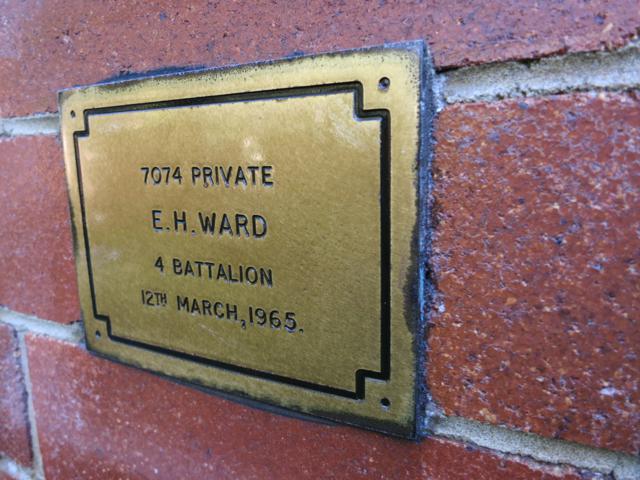 7074 PRIVATE
E.H. WARD
4 BATTALION
12TH MARCH, 1965.